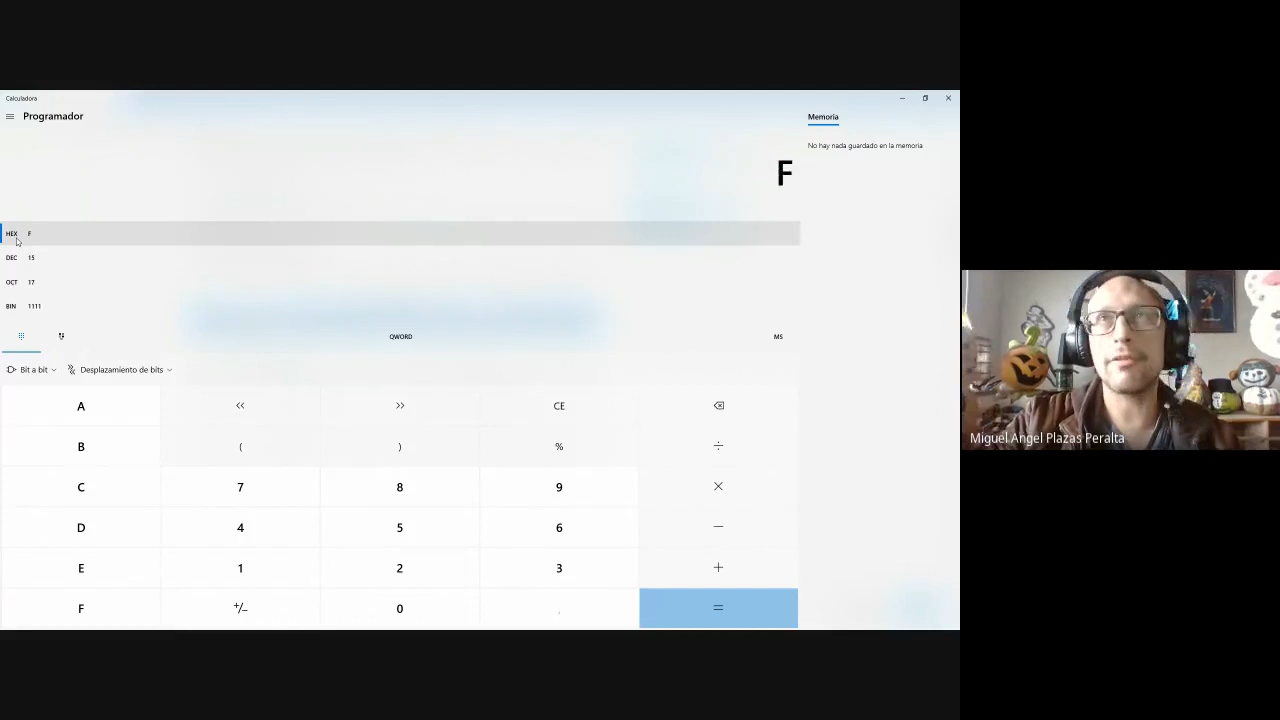 Calculadora
Programador
Memoria
No hay nada guardado en la memoria
F
HEX F
DEC 15
OCT 17
BIN 1111
QWORD MS
Bit a bit Desplazamiento de bits
A << >> CE
B ( ) % ÷
C 7 8 9 ×
D 4 5 6 −
E 1 2 3 +
F +/− 0 , =
Miguel Angel Plazas Peralta